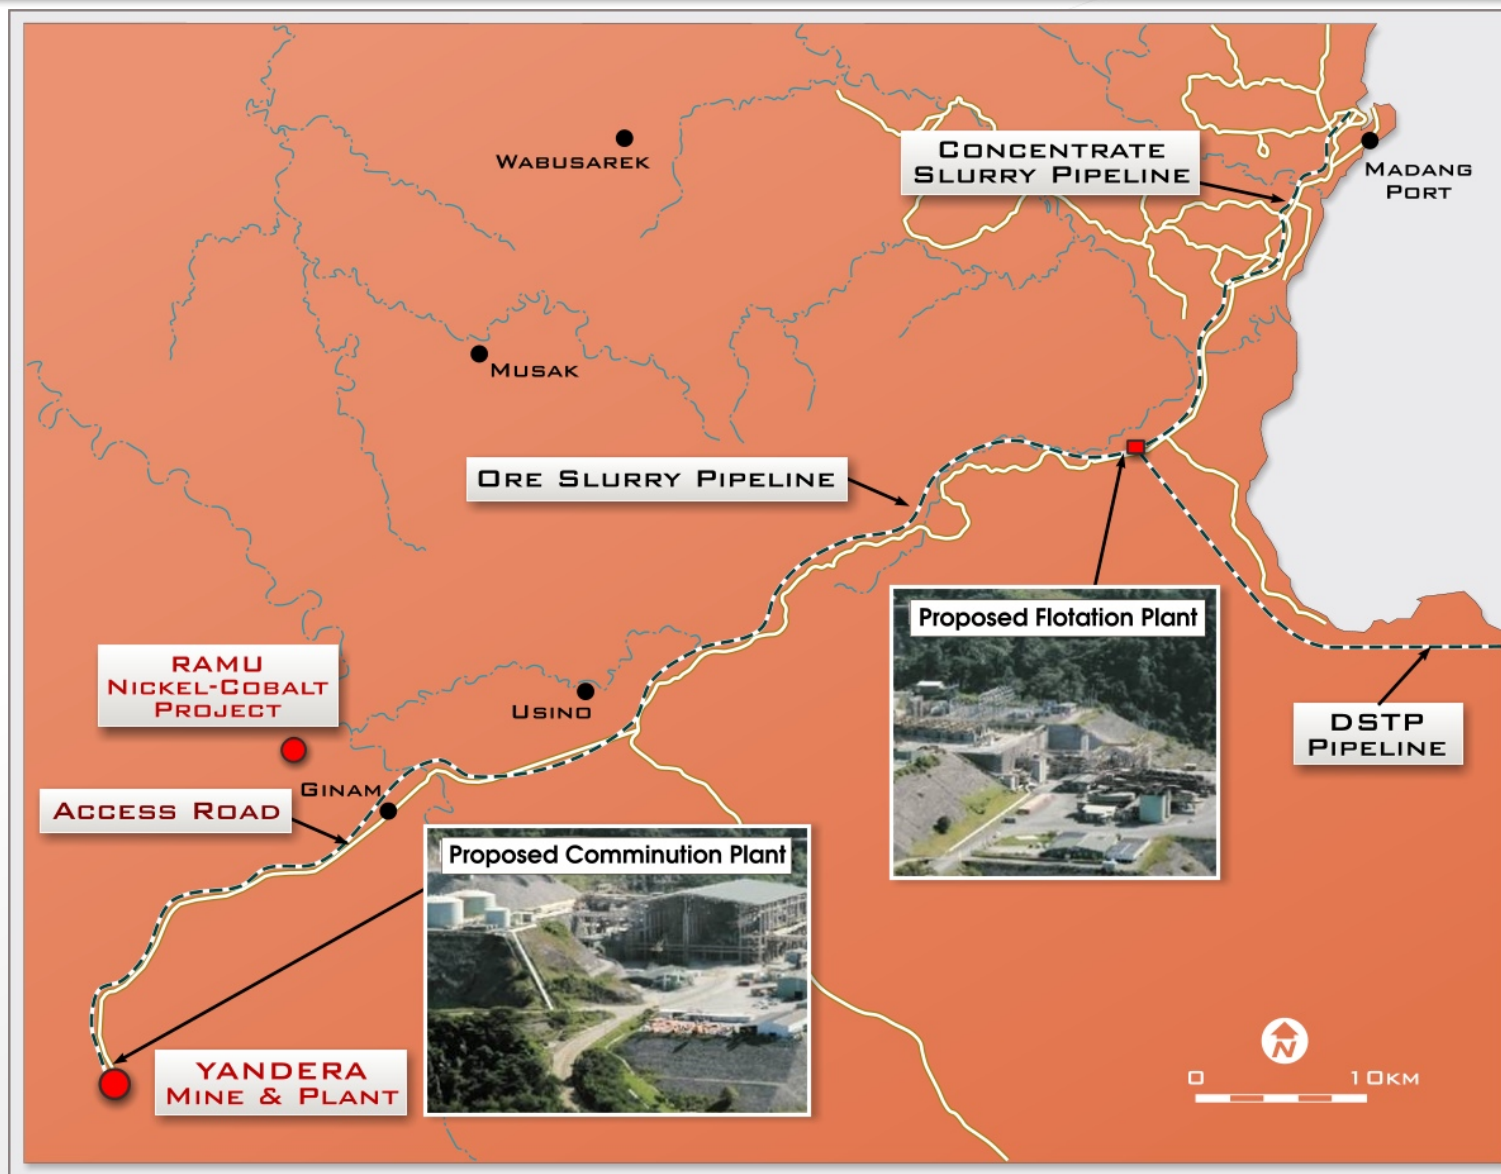 WABUSAREK
CONCENTRATE
SLURRY PIPELINE
MADANG
PORT
MUSAK
ORE SLURRY PIPELINE
Proposed Flotation Plant
RAMU
NICKEL-COBALT
PROJECT
USINO
DSTP
PIPELINE
GINAM
ACCESS ROAD
Proposed Comminution Plant
YANDERA
MINE & PLANT
N
0 10KM